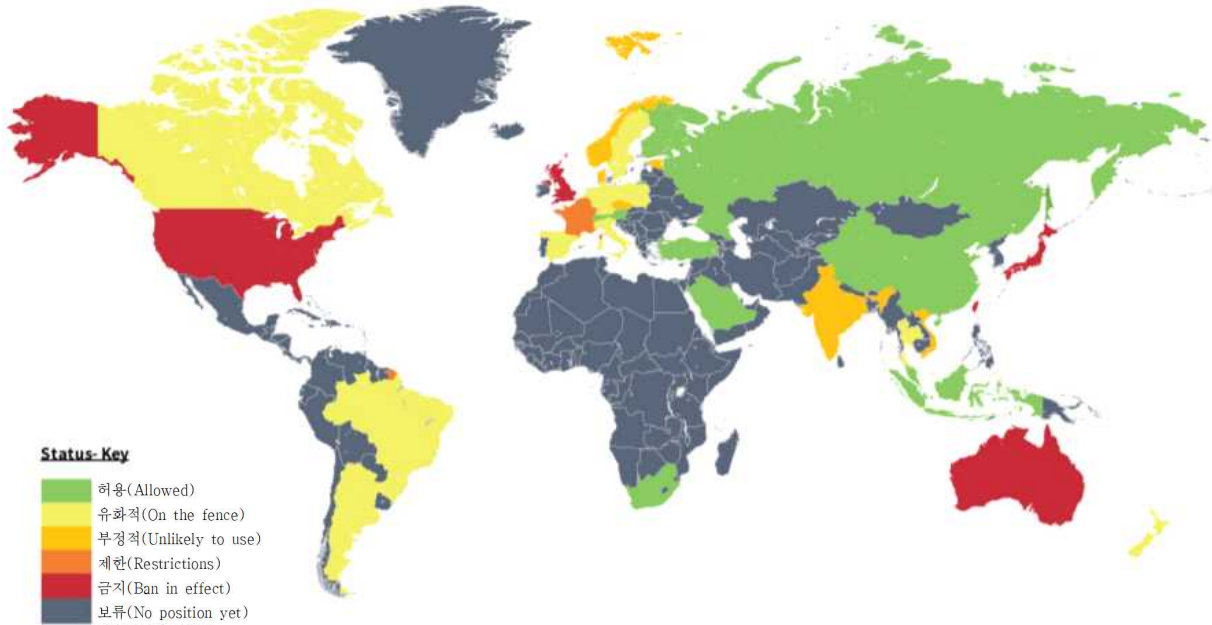 Status-Key
허용(Allowed)
유화적(On the fence)
부정적(Unlikely to use)
제한(Restrictions)
금지(Ban in effect)
보류(No position yet)